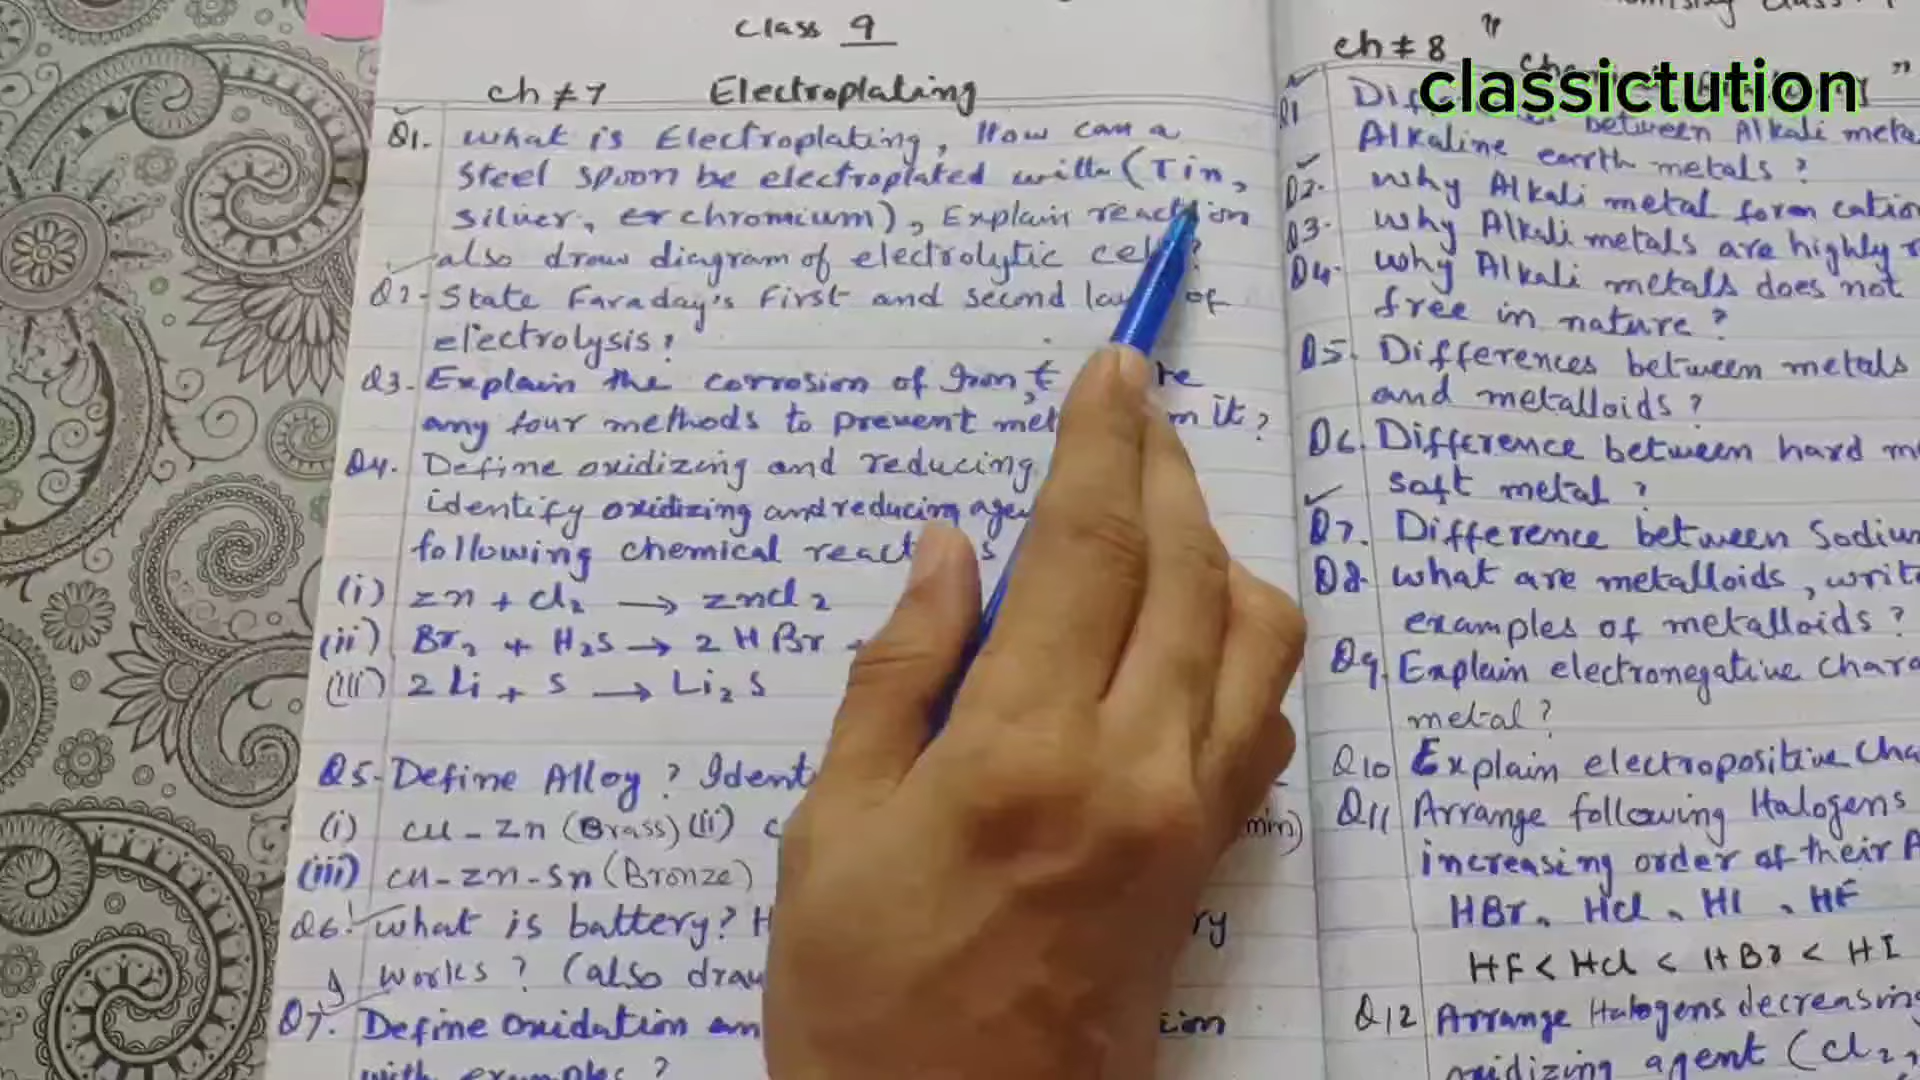 class 9
ch # 7 Electroplating
Q1. What is Electroplating, How can a
Steel spoon be electroplated with (Tin,
silver, or chromium), Explain reaction
also draw diagram of electrolytic cell?
Q2- State Faraday's First and second law of
electrolysis?
Q3- Explain the corrosion of Iron,
any four methods to prevent it?
Q4. Define oxidizing and reducing
identify oxidizing and reducing
following chemical
(i) Zn + Cl2 → ZnCl2
(ii) Br2 + H2S → 2 HBr
(iii) 2Li + S → Li2S
Q5- Define Alloy?
(i) cu-Zn (Brass) (ii)
(iii) cu-zn-sn (Bronze)
Q6- What is battery?
works? (also
Q7. Define Oxidation
with examples?
ch # 8
classictution
Q1 between Alkali
Alkaline earth metals?
Q2- Why Alkali metal form
Q3- Why Alkali metals are highly
Q4- Why Alkali metals does not
free in nature?
Q5. Differences between metals
and metalloids?
Q6. Difference between hard
soft metal?
Q7. Difference between
Q8. What are metalloids,
examples of metalloids?
Q9. Explain electronegative
metal?
Q10 Explain electropositive
Q11 Arrange following Halogens
increasing order of their
HBr, HCl, HI, HF
HF < HCl < HBr < HI
Q12 Arrange Halogens
oxidizing agent (Cl2,